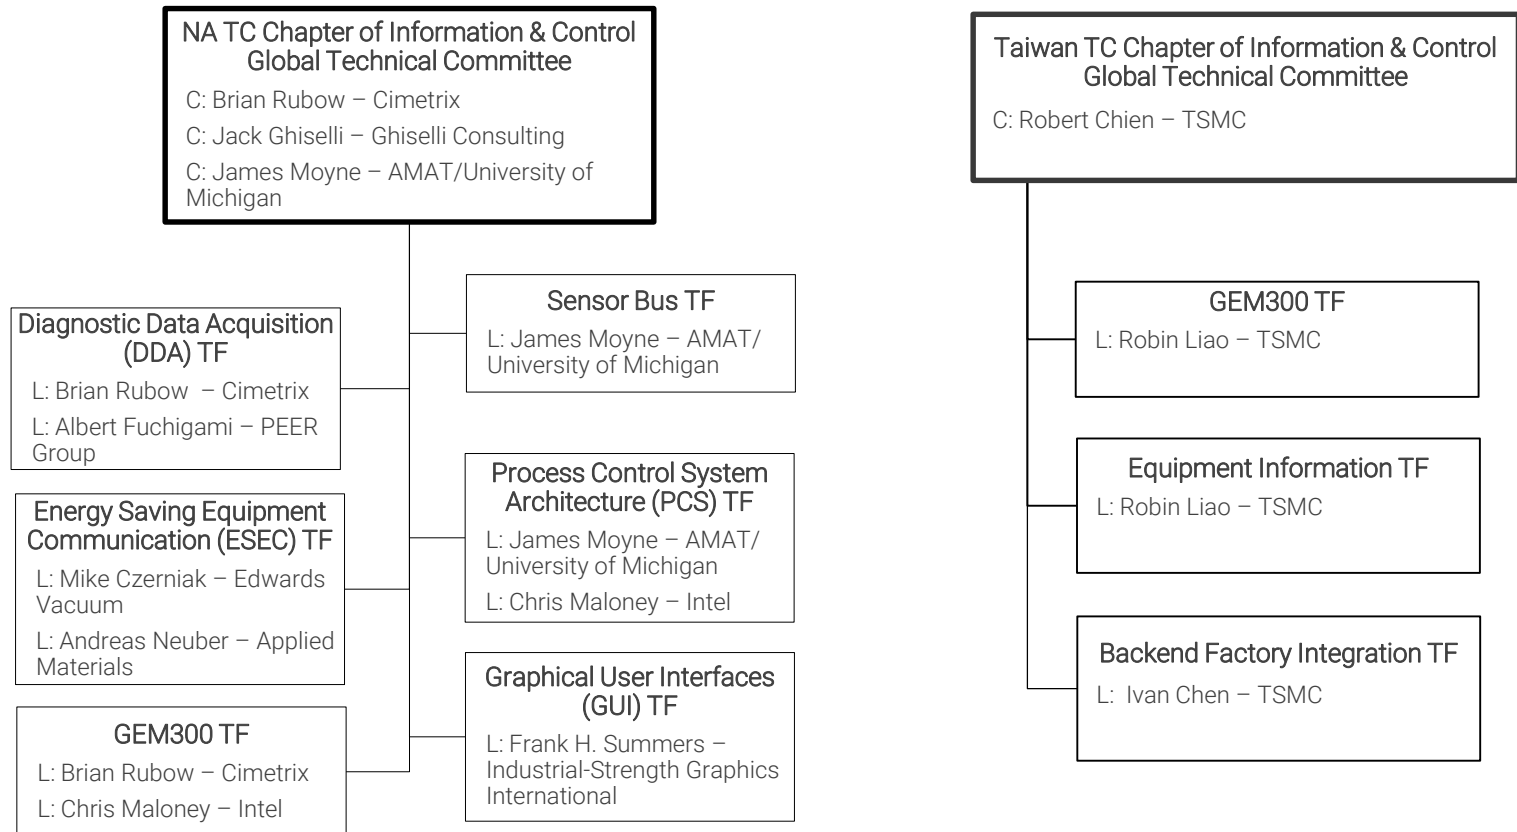 NA TC Chapter of Information & Control
Global Technical Committee
C: Brian Rubow – Cimetrix
C: Jack Ghiselli – Ghiselli Consulting
C: James Moyne – AMAT/University of
Michigan
Diagnostic Data Acquisition
(DDA) TF
L: Brian Rubow – Cimetrix
L: Albert Fuchigami – PEER
Group
Energy Saving Equipment
Communication (ESEC) TF
L: Mike Czerniak – Edwards
Vacuum
L: Andreas Neuber – Applied
Materials
GEM300 TF
L: Brian Rubow – Cimetrix
L: Chris Maloney – Intel
Sensor Bus TF
L: James Moyne – AMAT/
University of Michigan
Process Control System
Architecture (PCS) TF
L: James Moyne – AMAT/
University of Michigan
L: Chris Maloney – Intel
Graphical User Interfaces
(GUI) TF
L: Frank H. Summers –
Industrial-Strength Graphics
International
Taiwan TC Chapter of Information & Control
Global Technical Committee
C: Robert Chien – TSMC
GEM300 TF
L: Robin Liao – TSMC
Equipment Information TF
L: Robin Liao – TSMC
Backend Factory Integration TF
L: Ivan Chen – TSMC